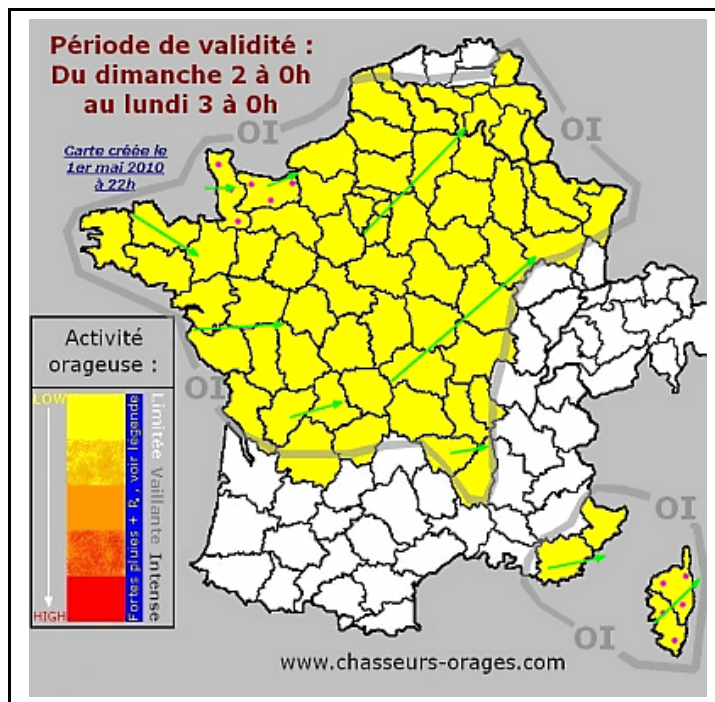 Période de validité :
Du dimanche 2 à 0h
au lundi 3 à 0h
Carte créée le
1er mai 2010
à 22h
OI
OI
OI
OI
OI
Activité
orageuse :
LOW
HIGH
Fortes pluies + P., voir légende
Limitée Vaillante Intense
www.chasseurs-orages.com